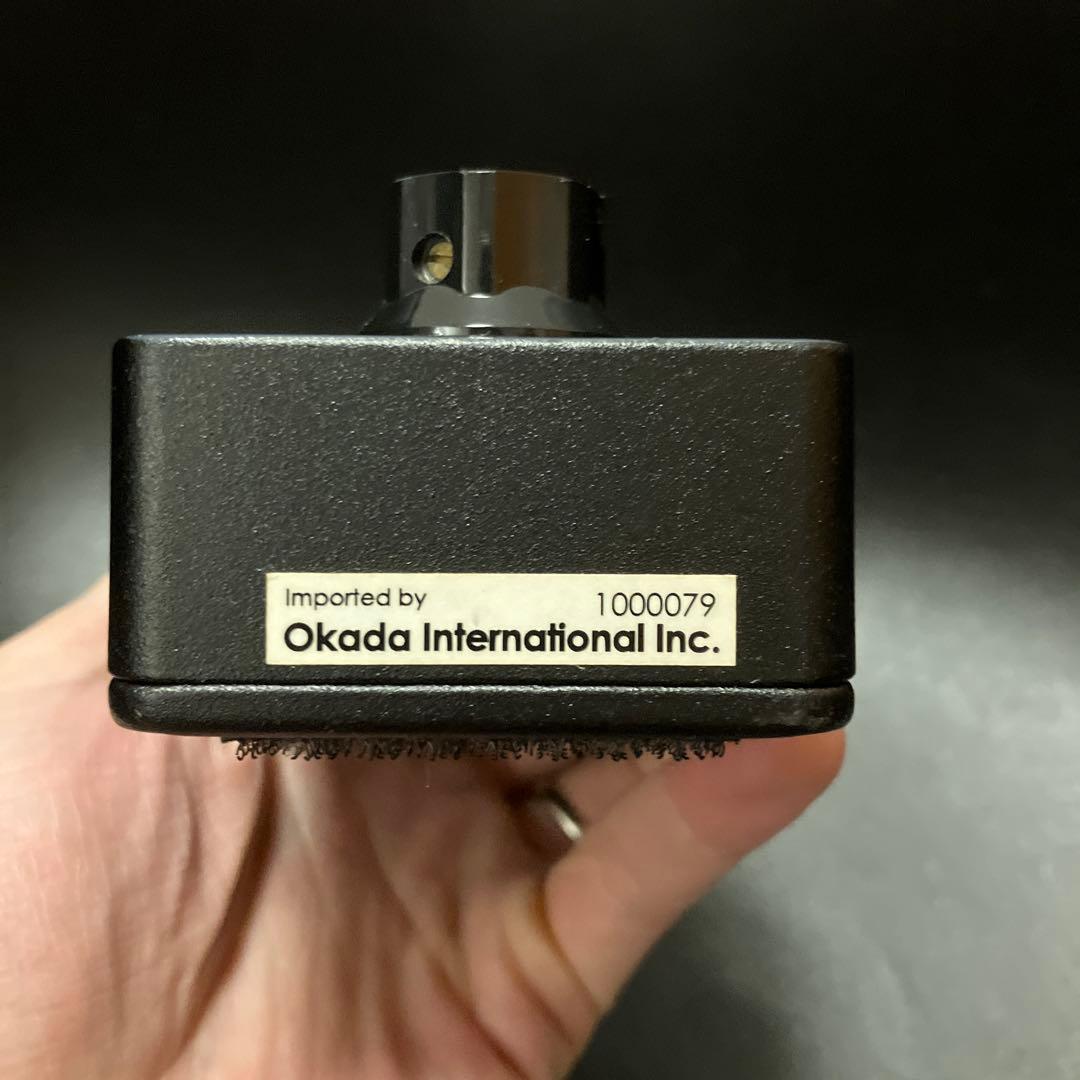 Imported by 1000079
Okada International Inc.